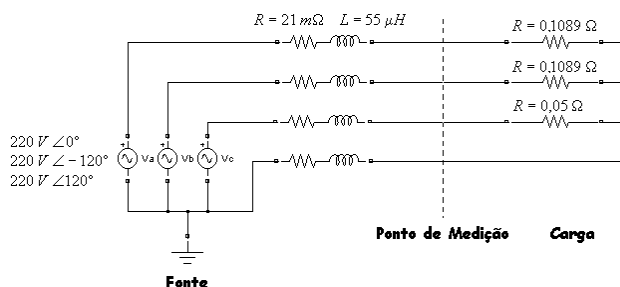 R = 21 mΩ L = 55 μH
R = 0,1089 Ω
R = 0,1089 Ω
R = 0,05 Ω
220 V ∠0°
220 V ∠−120°
220 V ∠120°
+ Va + Vb + Vc
Ponto de Medição
Carga
Fonte